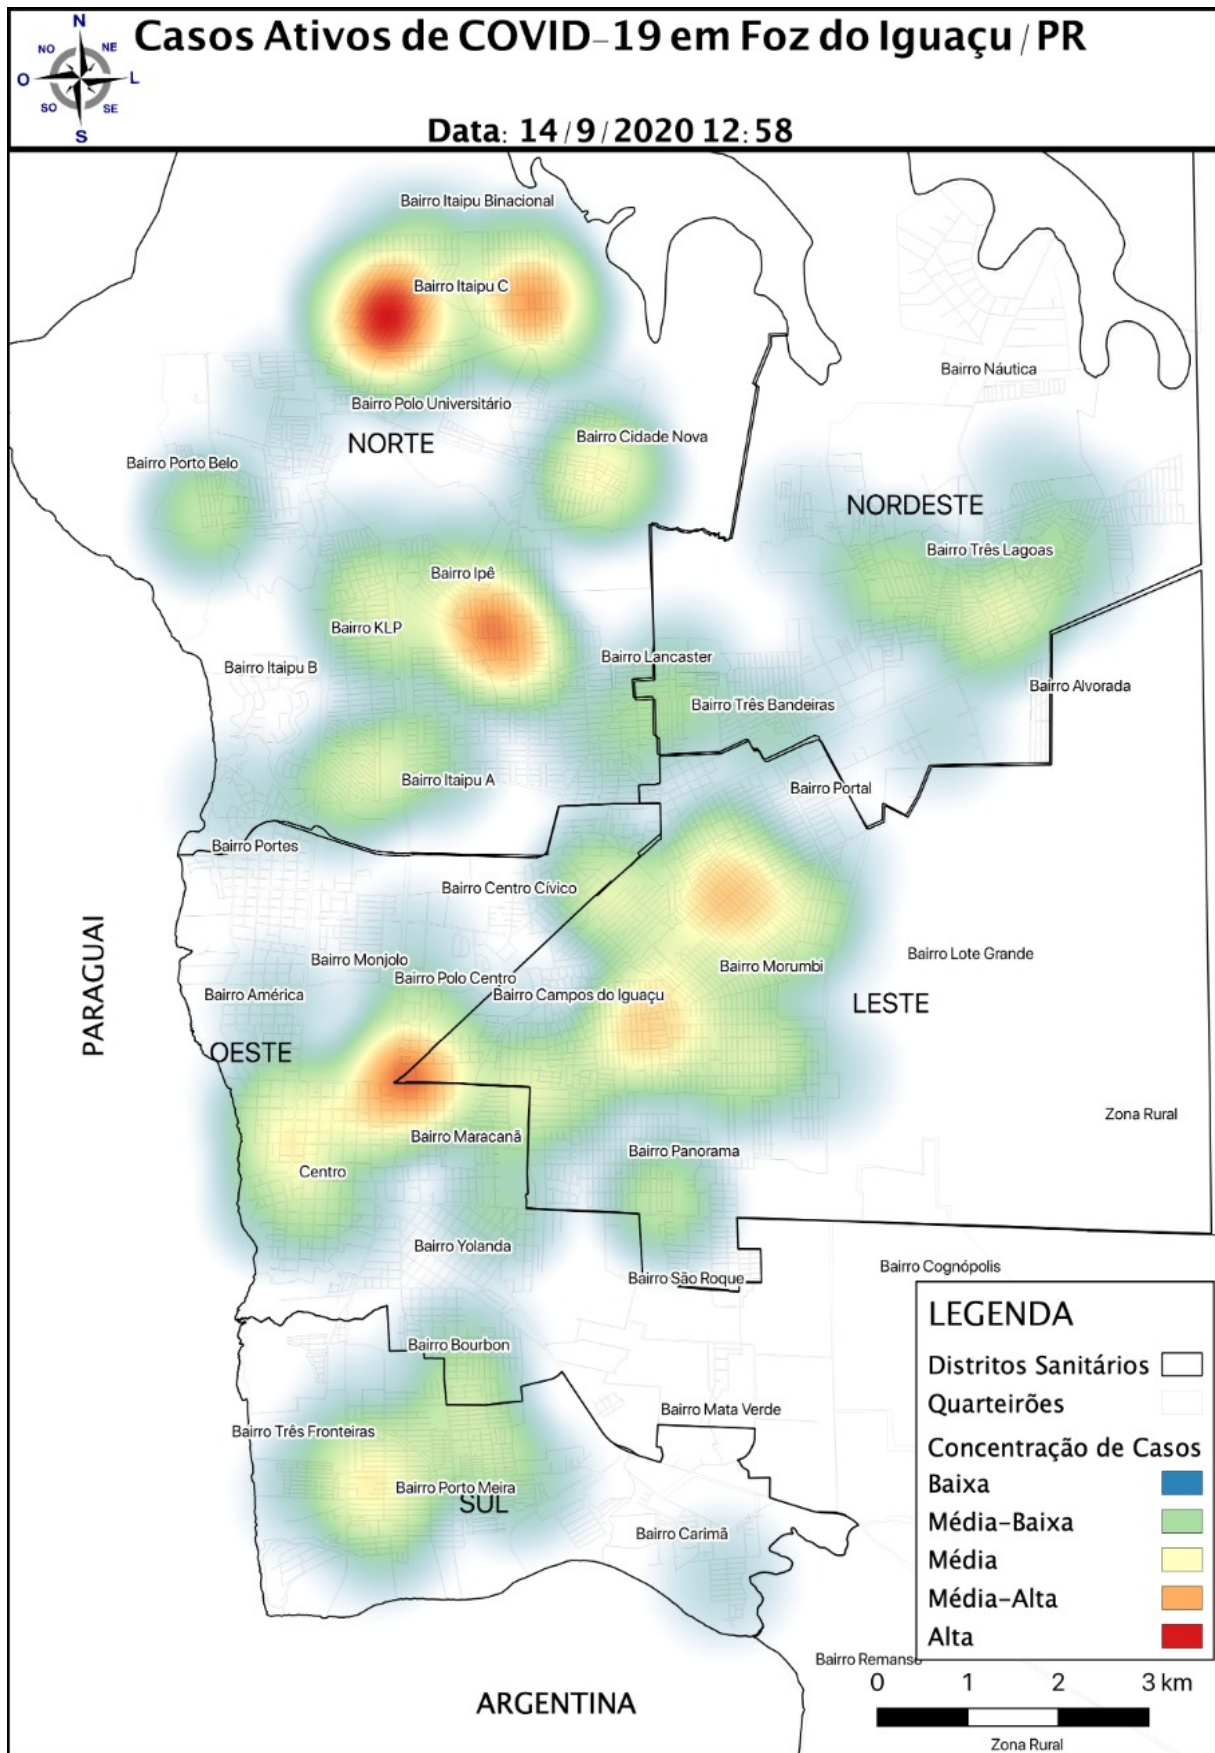 Casos Ativos de COVID-19 em Foz do Iguaçu / PR
N
NO
NE
O
L
SO
SE
S
Data: 14/9/2020 12:58
Bairro Itaipu Binacional
Bairro Itaipu C
Bairro Náutica
Bairro Polo Universitário
NORTE
Bairro Cidade Nova
Bairro Porto Belo
NORDESTE
Bairro Três Lagoas
Bairro Ipê
Bairro KLP
Bairro Lancaster
Bairro Itaipu B
Bairro Alvorada
Bairro Três Bandeiras
Bairro Itaipu A
Bairro Portal
Bairro Portes
Bairro Centro Cívico
PARAGUAI
Bairro Lote Grande
Bairro Monjolo
Bairro Morumbi
Bairro Polo Centro
Bairro América
Bairro Campos do Iguaçu
LESTE
OESTE
Zona Rural
Bairro Maracanã
Bairro Panorama
Centro
Bairro Yolanda
Bairro Cognópolis
Bairro São Roque
Bairro Bourbon
Bairro Mata Verde
Bairro Três Fronteiras
Bairro Porto Meira
SUL
Bairro Carimã
LEGENDA
Distritos Sanitários
Quarteirões
Concentração de Casos
Baixa
Média-Baixa
Média
Média-Alta
Alta
Bairro Remanso
ARGENTINA
0 1 2 3 km
Zona Rural